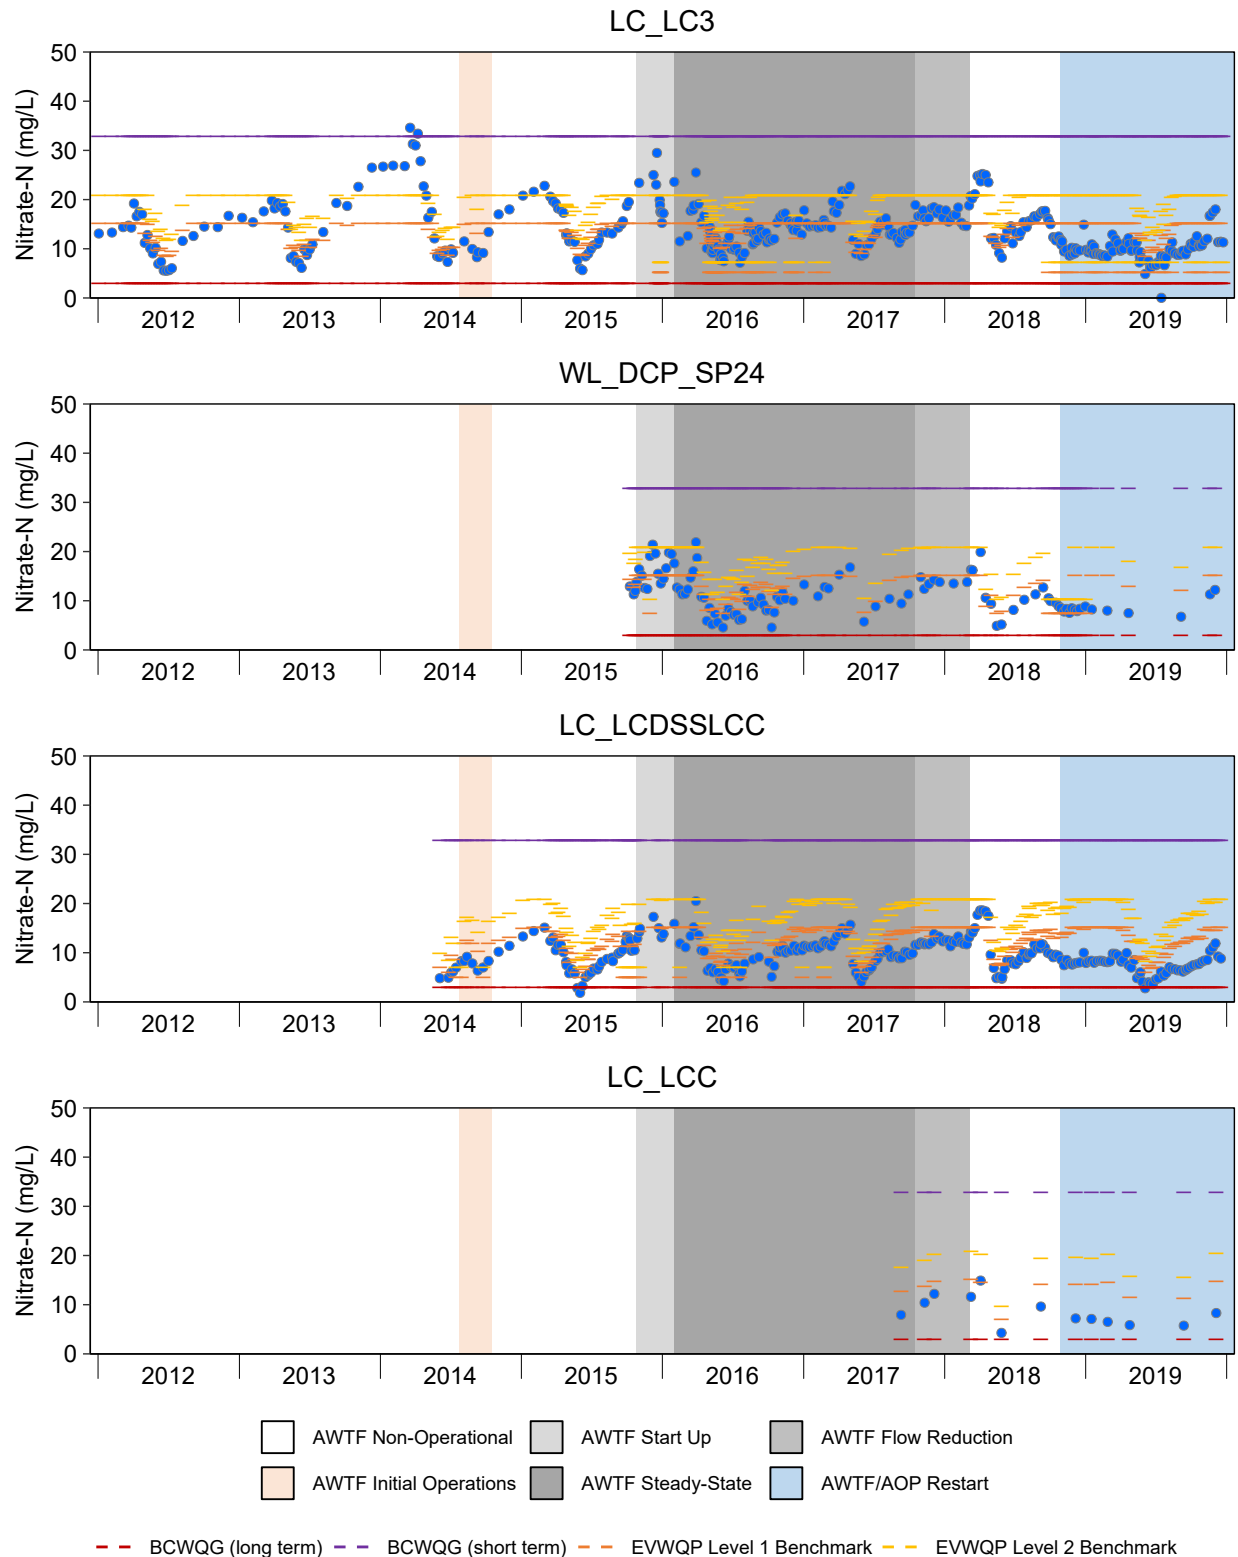 LC_LC3
Nitrate-N (mg/L)
50
40
30
20
10
0
2012 2013 2014 2015 2016 2017 2018 2019
WL_DCP_SP24
Nitrate-N (mg/L)
50
40
30
20
10
0
2012 2013 2014 2015 2016 2017 2018 2019
LC_LCDSSLCC
Nitrate-N (mg/L)
50
40
30
20
10
0
2012 2013 2014 2015 2016 2017 2018 2019
LC_LCC
Nitrate-N (mg/L)
50
40
30
20
10
0
2012 2013 2014 2015 2016 2017 2018 2019
AWTF Non-Operational AWTF Start Up AWTF Flow Reduction
AWTF Initial Operations AWTF Steady-State AWTF/AOP Restart
BCWQG (long term) BCWQG (short term) EVWQP Level 1 Benchmark EVWQP Level 2 Benchmark